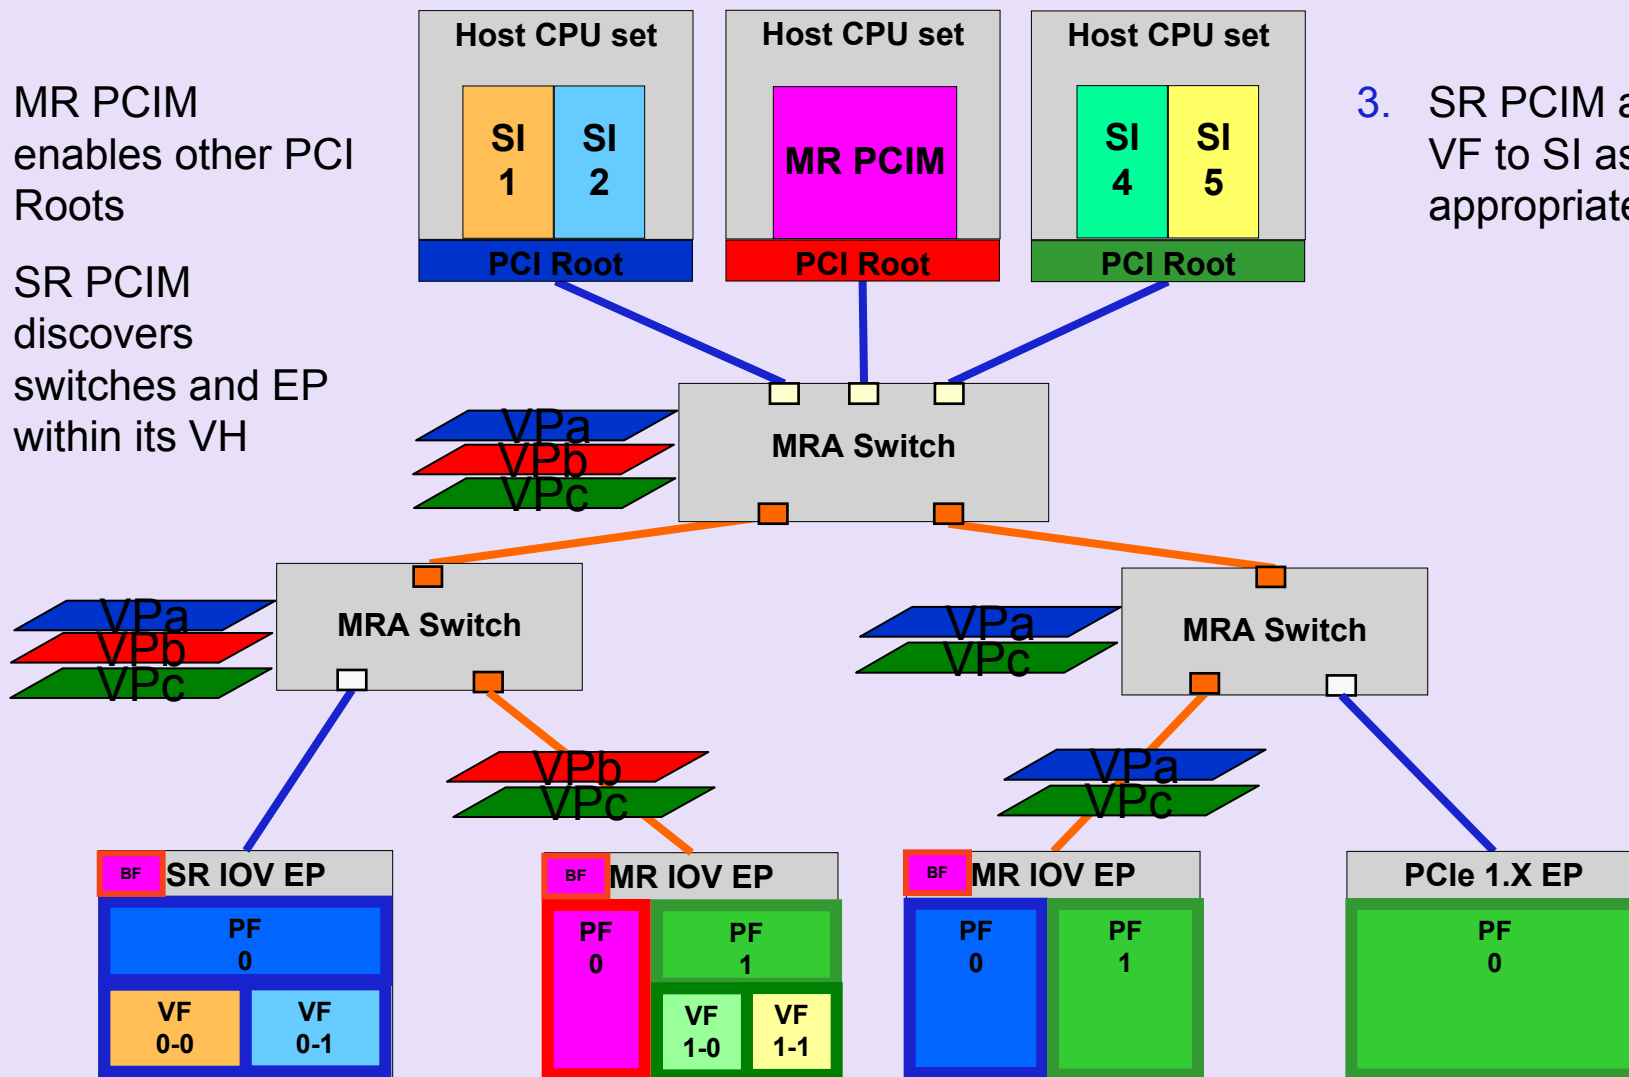 MR PCIM
enables other PCI
Roots
SR PCIM
discovers
switches and EP
within its VH
Host CPU set
SI
1
SI
2
PCI Root
Host CPU set
MR PCIM
PCI Root
Host CPU set
SI
4
SI
5
PCI Root
3. SR PCIM
VF to SI as
appropriate
VPa
VPb
VPc
MRA Switch
VPa
VPb
VPc
MRA Switch
VPa
VPc
MRA Switch
VPb
VPc
VPa
VPc
BF
SR IOV EP
PF
0
VF
0-0
VF
0-1
BF
MR IOV EP
PF
0
PF
1
VF
1-0
VF
1-1
BF
MR IOV EP
PF
0
PF
1
PCIe 1.X EP
PF
0